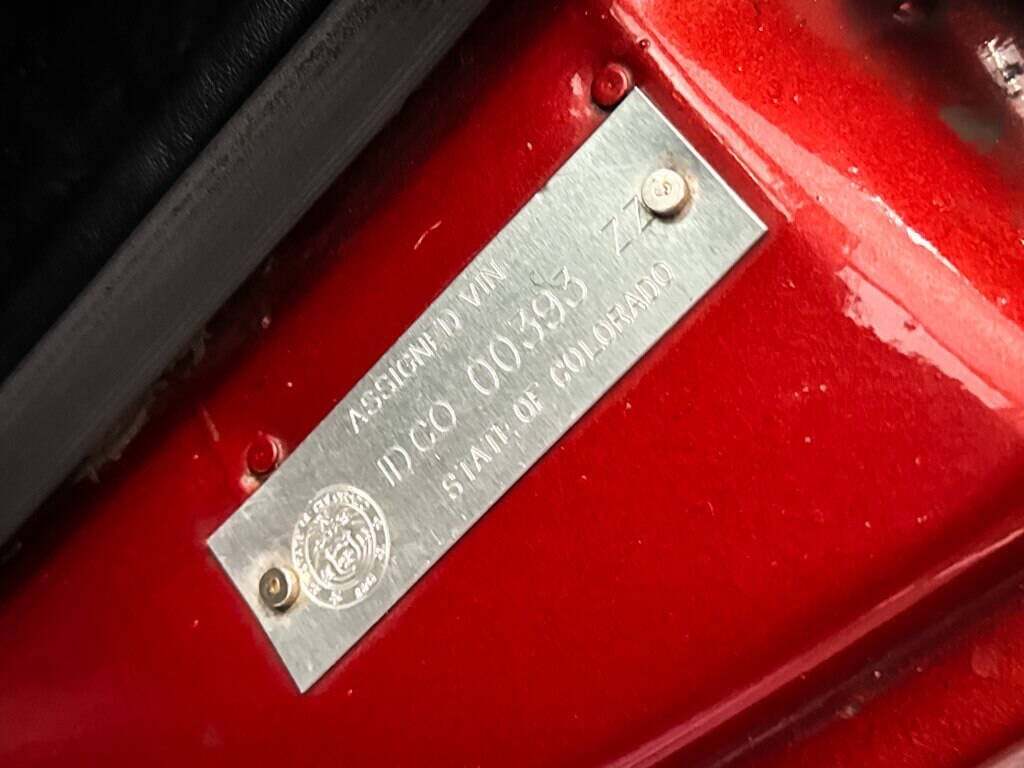 ASSIGNED VIN
IDCO 00393 ZZ
STATE OF COLORADO